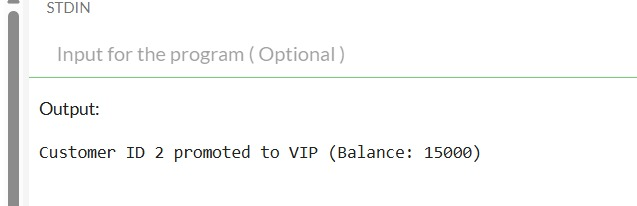 STDIN
Input for the program ( Optional )
Output:
Customer ID 2 promoted to VIP (Balance: 15000)